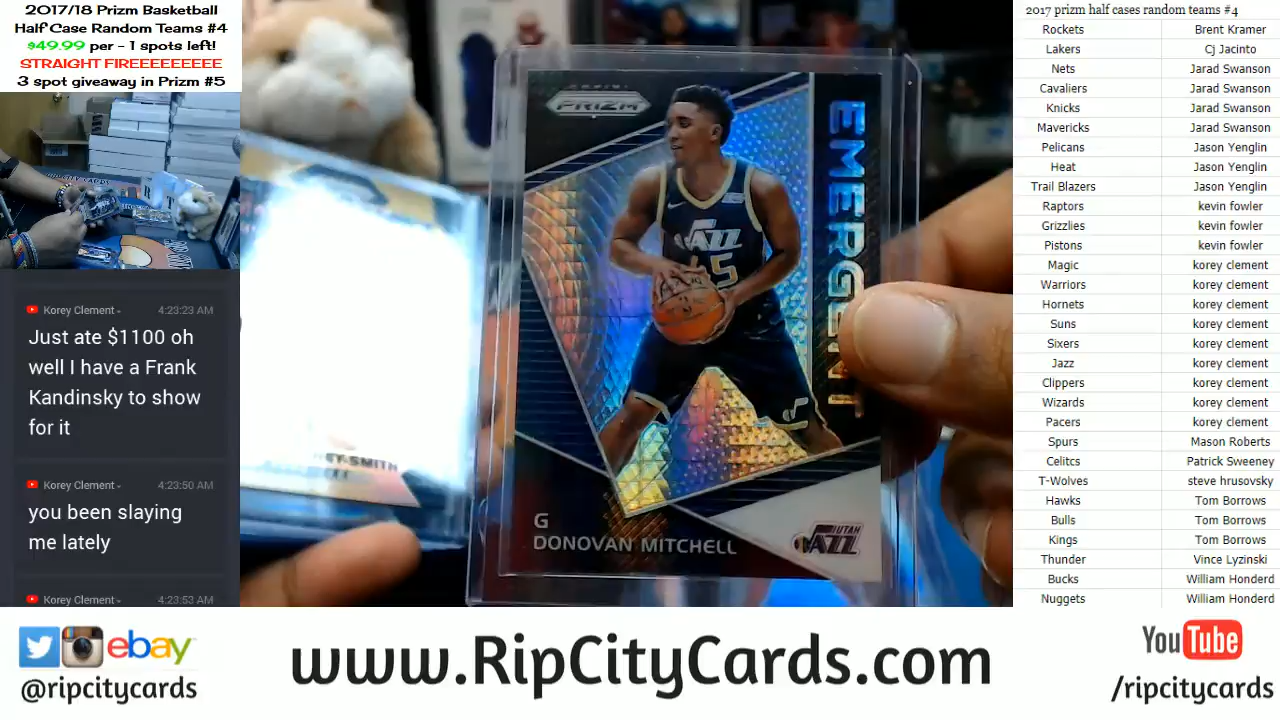 2017/18 Prizm Basketball
Half Case Random Teams #4
$49.99 per - 1 spots left!
STRAIGHT FIREEEEEEEEE
3 spot giveaway in Prizm #5
Korey Clement
4:23:23 AM
Just ate $1100 oh
well I have a Frank
Kandinsky to show
for it
Korey Clement
4:23:50 AM
you been slaying
me lately
Korey Clement
4:23:53 AM
PANINI
PRIZM
EMERGENT
JAZZ
45
G
DONOVAN MITCHELL
UTAH
JAZZ
SMITH
2017 prizm half cases random teams #4
Rockets Brent Kramer
Lakers Cj Jacinto
Nets Jarad Swanson
Cavaliers Jarad Swanson
Knicks Jarad Swanson
Mavericks Jarad Swanson
Pelicans Jason Yenglin
Heat Jason Yenglin
Trail Blazers Jason Yenglin
Raptors kevin fowler
Grizzlies kevin fowler
Pistons kevin fowler
Magic korey clement
Warriors korey clement
Hornets korey clement
Suns korey clement
Sixers korey clement
Jazz korey clement
Clippers korey clement
Wizards korey clement
Pacers korey clement
Spurs Mason Roberts
Celitcs Patrick Sweeney
T-Wolves steve hrusovsky
Hawks Tom Borrows
Bulls Tom Borrows
Kings Tom Borrows
Thunder Vince Lyzinski
Bucks William Honderd
Nuggets William Honderd
ebay
@ripcitycards
www.RipCityCards.com
YouTube
/ripcitycards